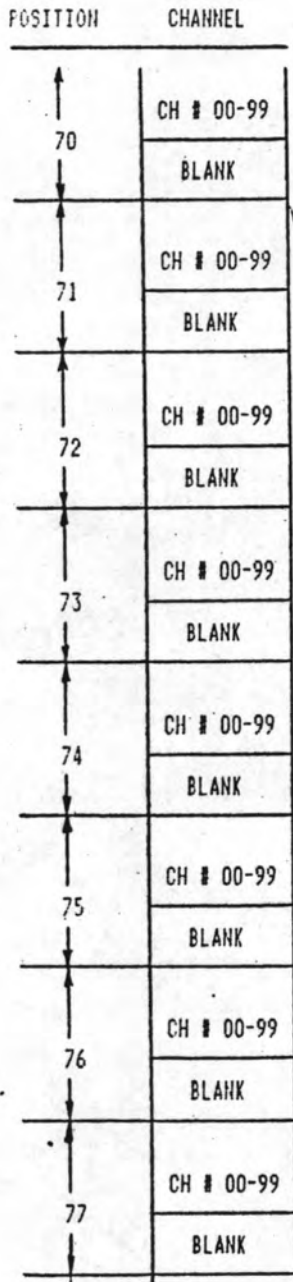 POSITION CHANNEL
CH # 00-99
70
BLANK
CH # 00-99
71
BLANK
CH # 00-99
72
BLANK
CH # 00-99
73
BLANK
CH # 00-99
74
BLANK
CH # 00-99
75
BLANK
CH # 00-99
76
BLANK
CH # 00-99
77
BLANK